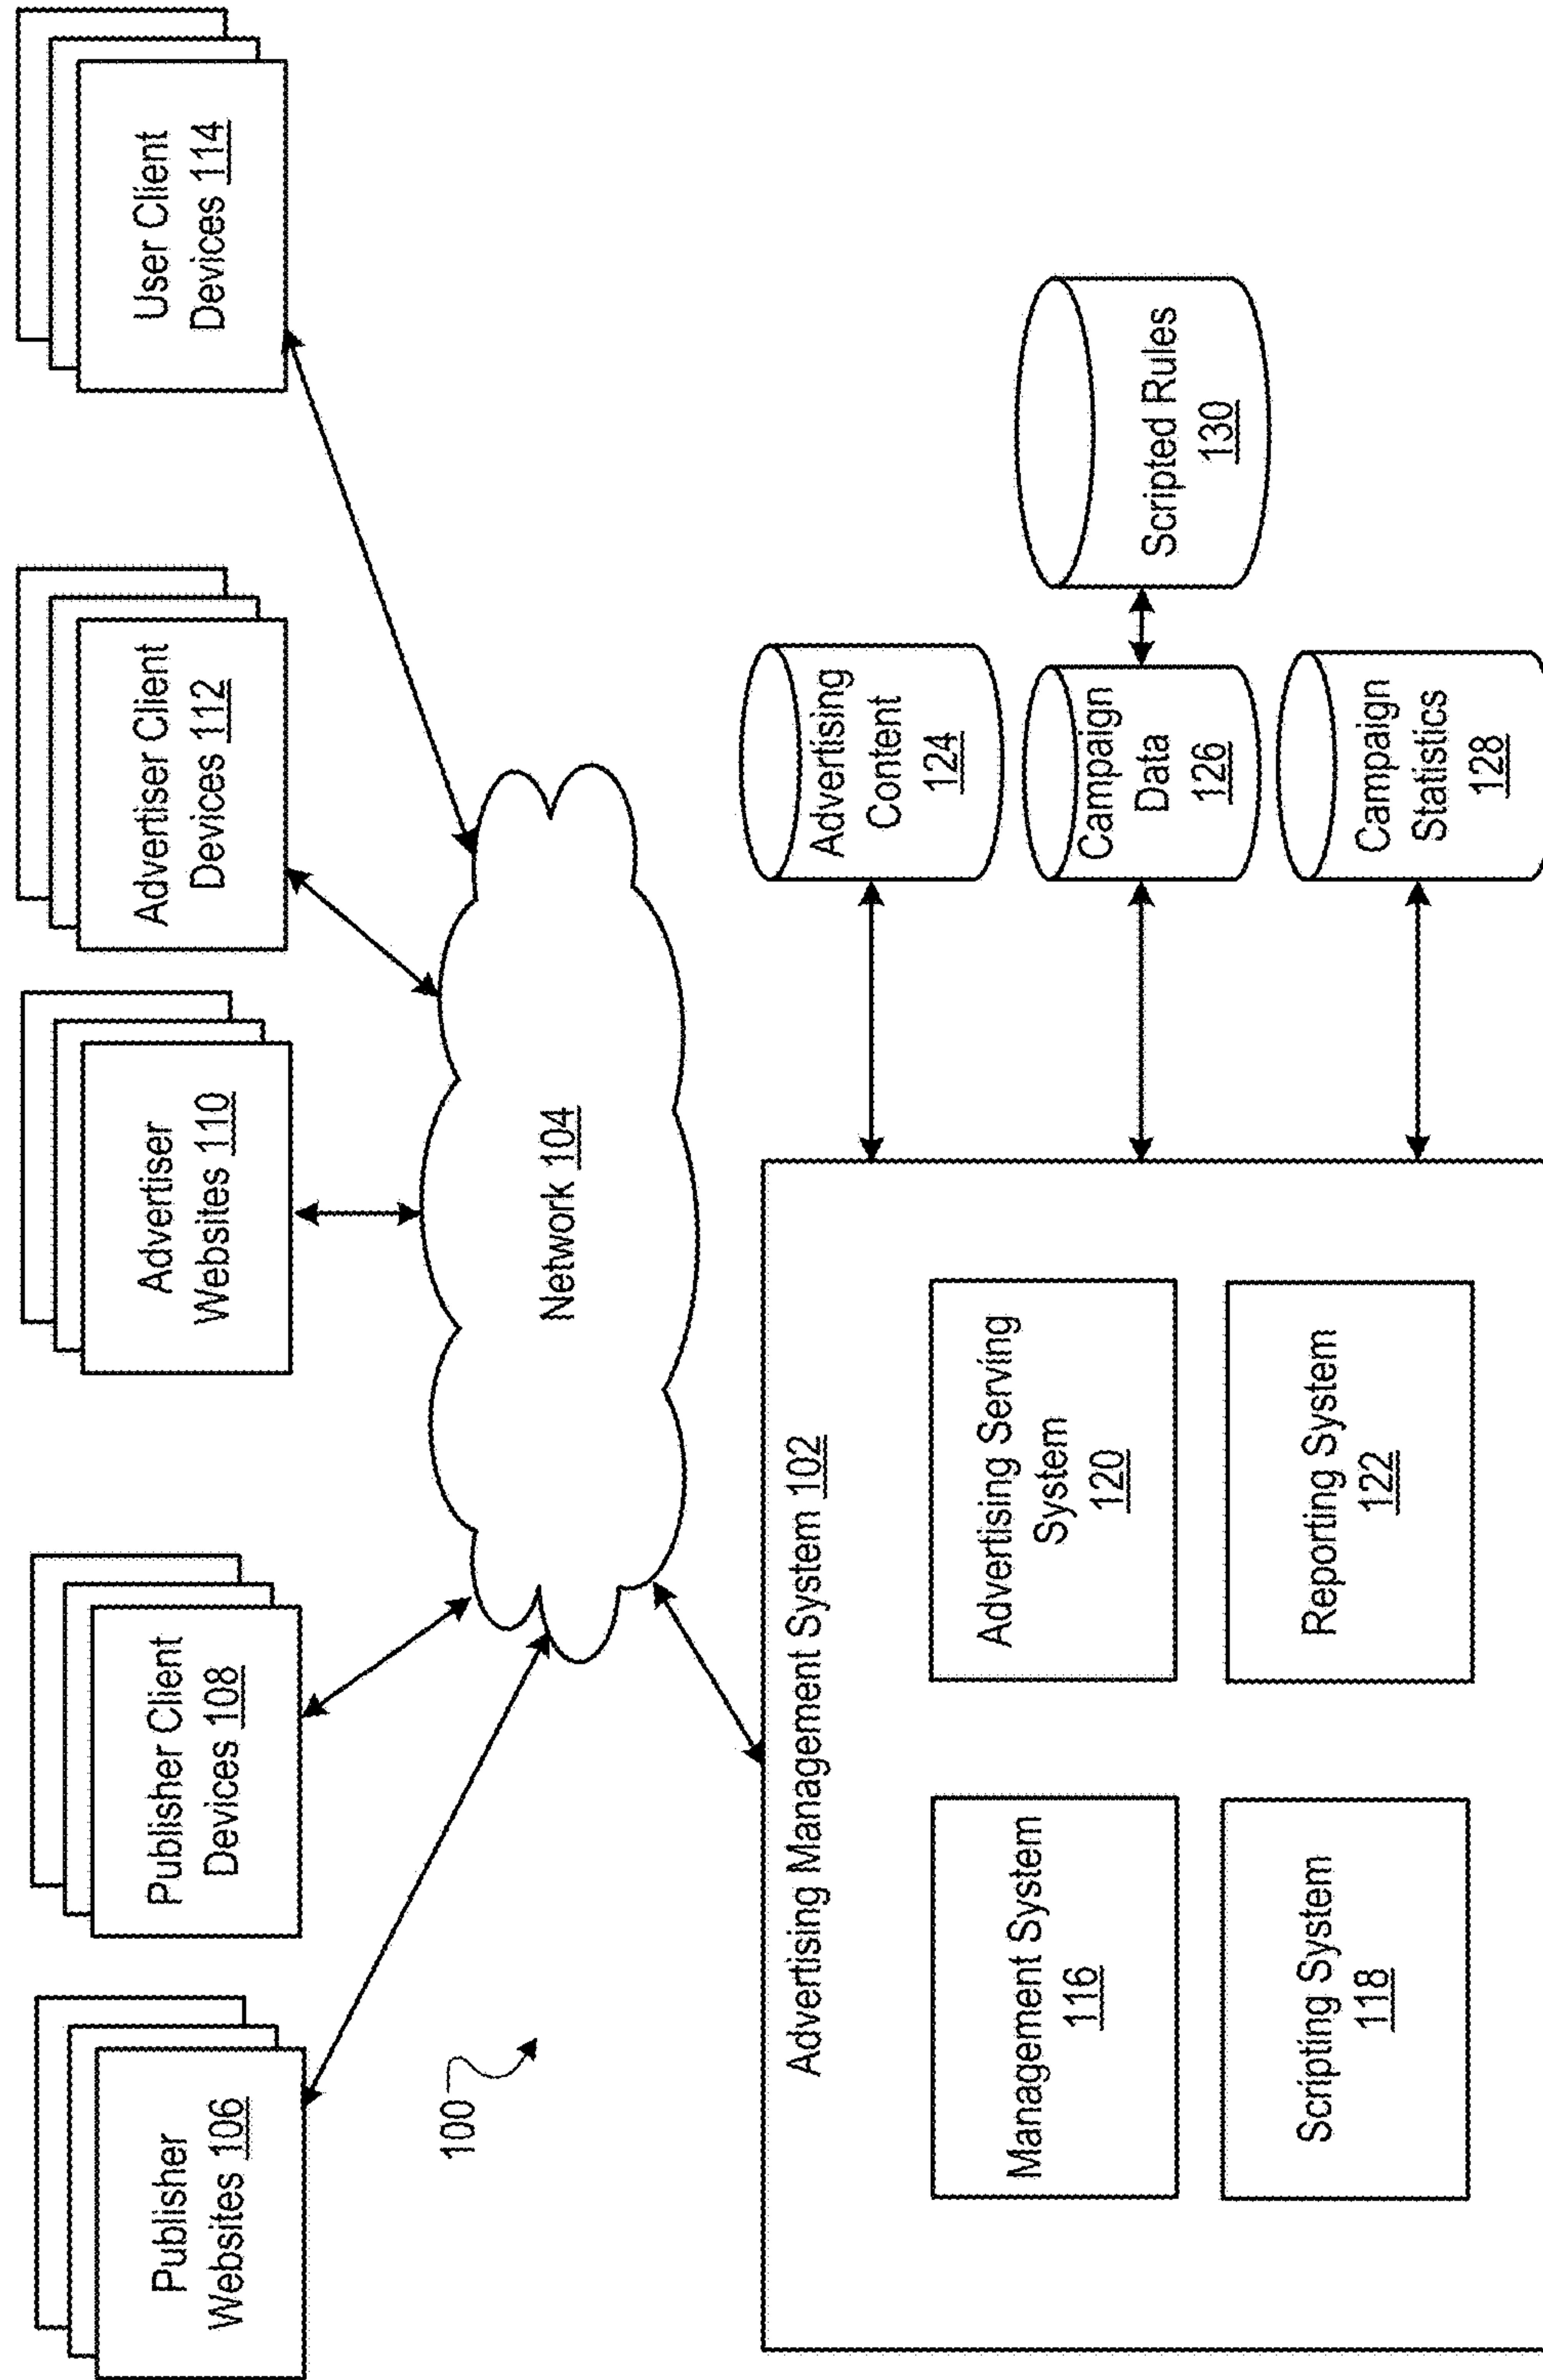 Publisher
Websites 106
Publisher Client
Devices 108
Advertiser
Websites 110
Advertiser Client
Devices 112
User Client
Devices 114
100
Network 104
Advertising Management System 102
Management System
116
Advertising Serving
System
120
Scripting System
118
Reporting System
122
Advertising
Content
124
Campaign
Data
126
Scripted Rules
130
Campaign
Statistics
128